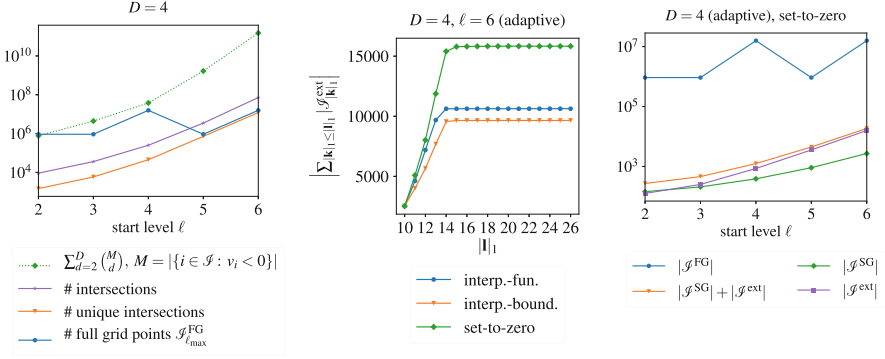 D = 4
10^10
10^8
10^6
10^4
2 3 4 5 6
start level ℓ
∑_{d=2}^{D} (M d), M = |{i ∈ 𝓘 : v_i < 0}|
# intersections
# unique intersections
# full grid points 𝓘^{FG}_{ℓ_max}
D = 4, ℓ = 6 (adaptive)
|∑_{|k|_1 ≤ |l|_1} |𝓘^{ext}_{|k|_1}||
15000
10000
5000
10 12 14 16 18 20 22 24 26
|l|_1
interp.-fun.
interp.-bound.
set-to-zero
D = 4 (adaptive), set-to-zero
10^7
10^5
10^3
2 3 4 5 6
start level ℓ
|𝓘^{FG}|
|𝓘^{SG}| + |𝓘^{ext}|
|𝓘^{SG}|
|𝓘^{ext}|